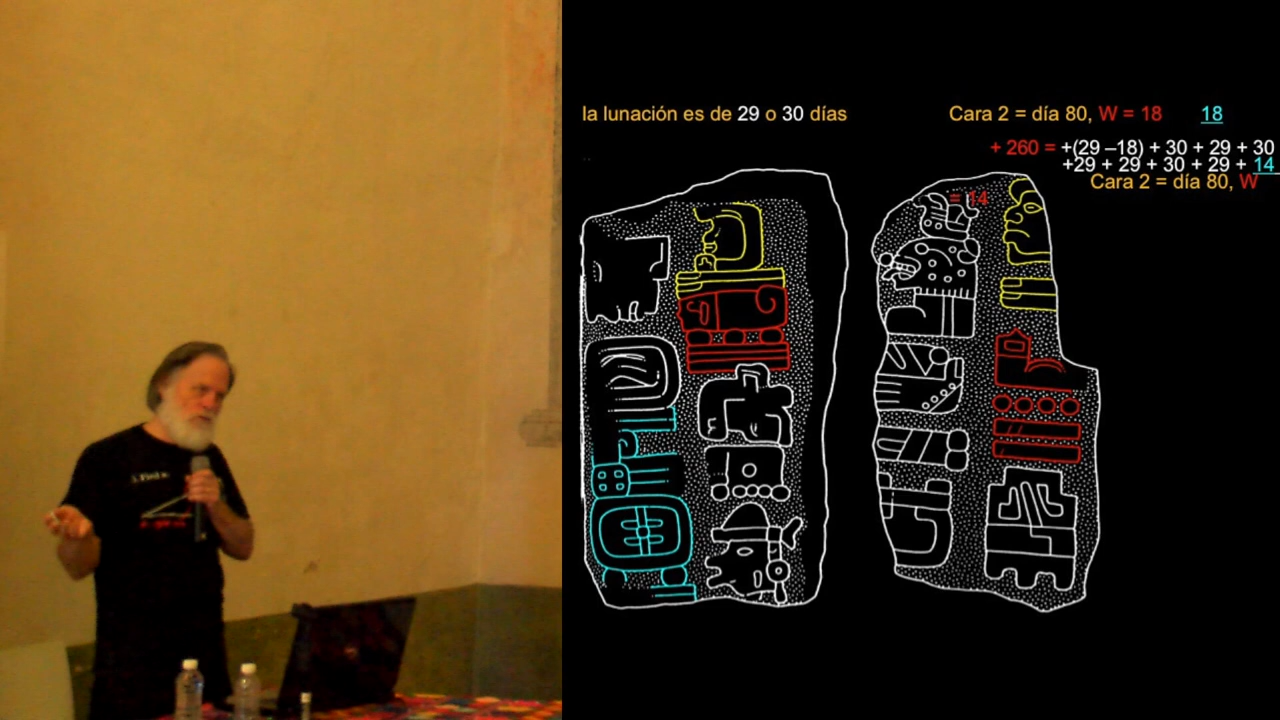 la lunación es de 29 o 30 días
Cara 2 = día 80, W = 18 18
+ 260 = +(29 –18) + 30 + 29 + 30
+29 + 29 + 30 + 29 + 14
Cara 2 = día 80, W
= 14